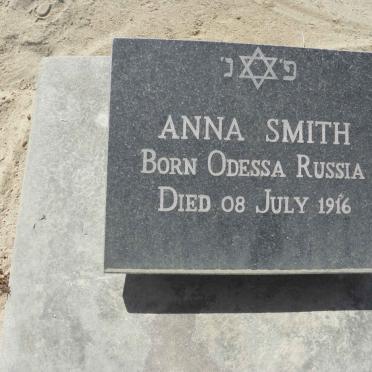 פ' נ'
ANNA SMITH
BORN ODESSA RUSSIA
DIED 08 JULY 1916